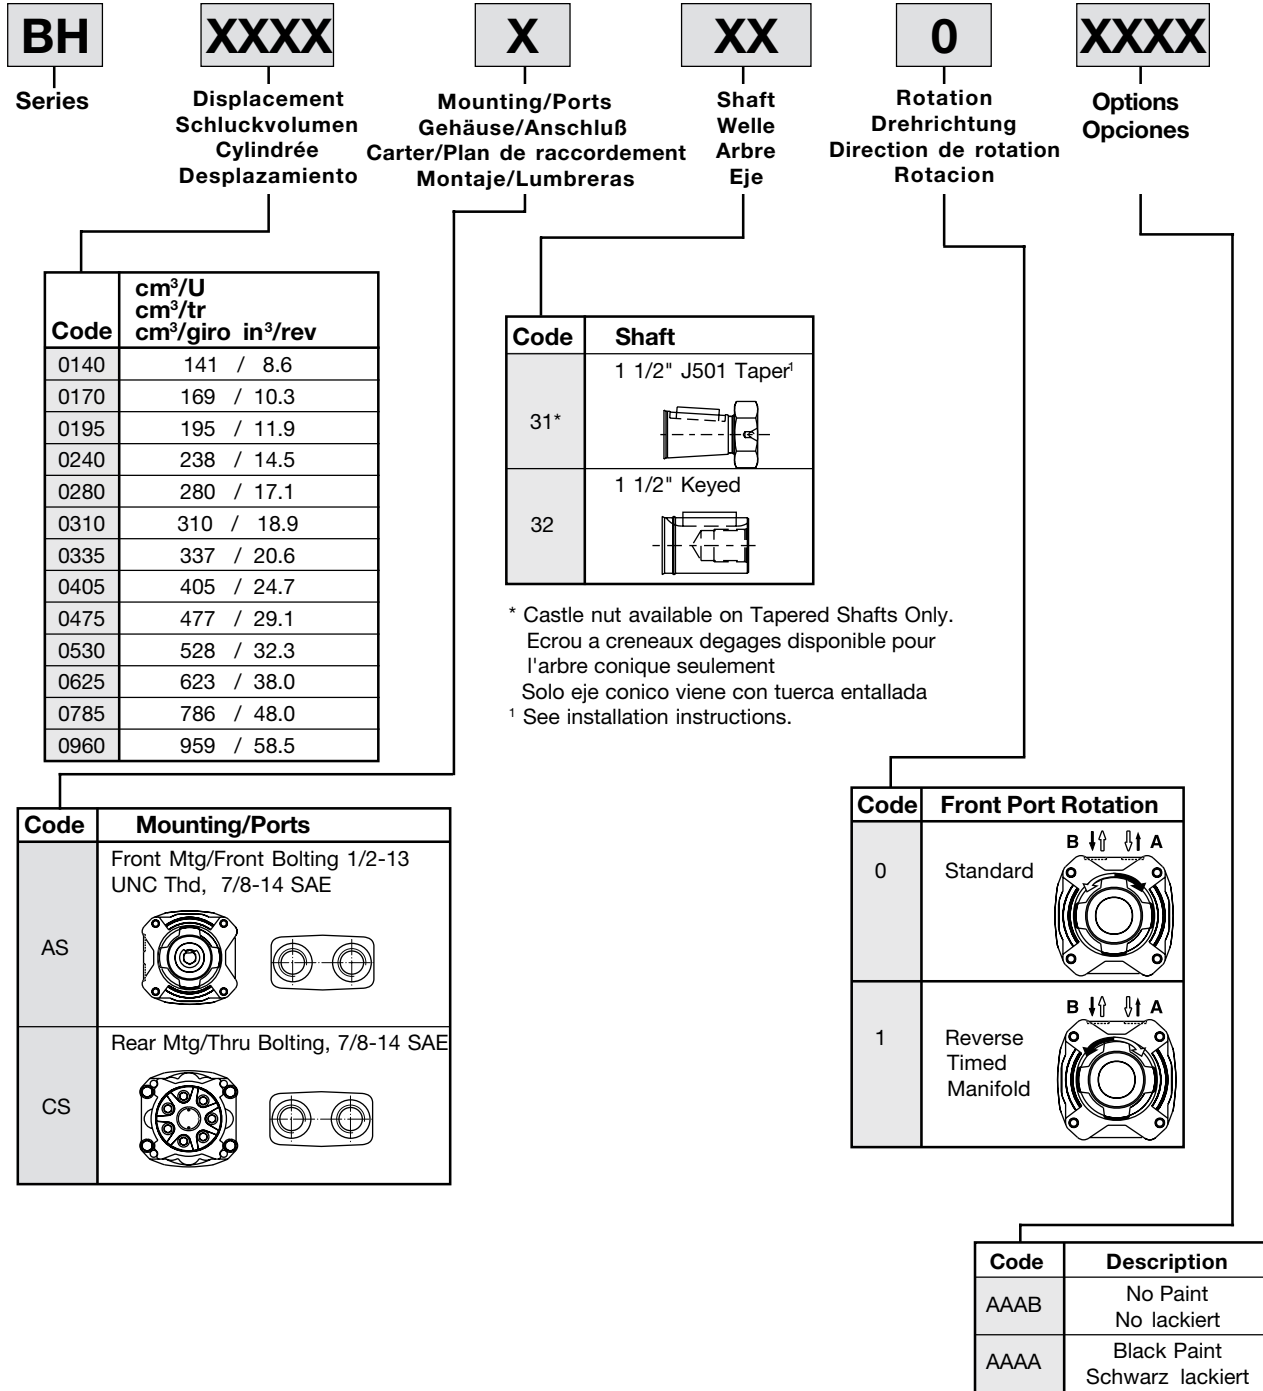 BH XXXX X XX 0 XXXX
Series
Displacement
Schluckvolumen
Cylindrée
Desplazamiento
Mounting/Ports
Gehäuse/Anschluß
Carter/Plan de raccordement
Montaje/Lumbreras
Shaft
Welle
Arbre
Eje
Rotation
Drehrichtung
Direction de rotation
Rotacion
Options
Opciones
cm³/U
cm³/tr
Code cm³/giro in³/rev
0140 141 / 8.6
0170 169 / 10.3
0195 195 / 11.9
0240 238 / 14.5
0280 280 / 17.1
0310 310 / 18.9
0335 337 / 20.6
0405 405 / 24.7
0475 477 / 29.1
0530 528 / 32.3
0625 623 / 38.0
0785 786 / 48.0
0960 959 / 58.5
Code Shaft
1 1/2" J501 Taper¹
31*
1 1/2" Keyed
32
* Castle nut available on Tapered Shafts Only.
Ecrou a creneaux degages disponible pour
l'arbre conique seulement
Solo eje conico viene con tuerca entallada
¹ See installation instructions.
Code Mounting/Ports
Front Mtg/Front Bolting 1/2-13
UNC Thd, 7/8-14 SAE
AS
Rear Mtg/Thru Bolting, 7/8-14 SAE
CS
Code Front Port Rotation
B A
0 Standard
B A
1 Reverse
Timed
Manifold
Code Description
AAAB No Paint
No lackiert
AAAA Black Paint
Schwarz lackiert